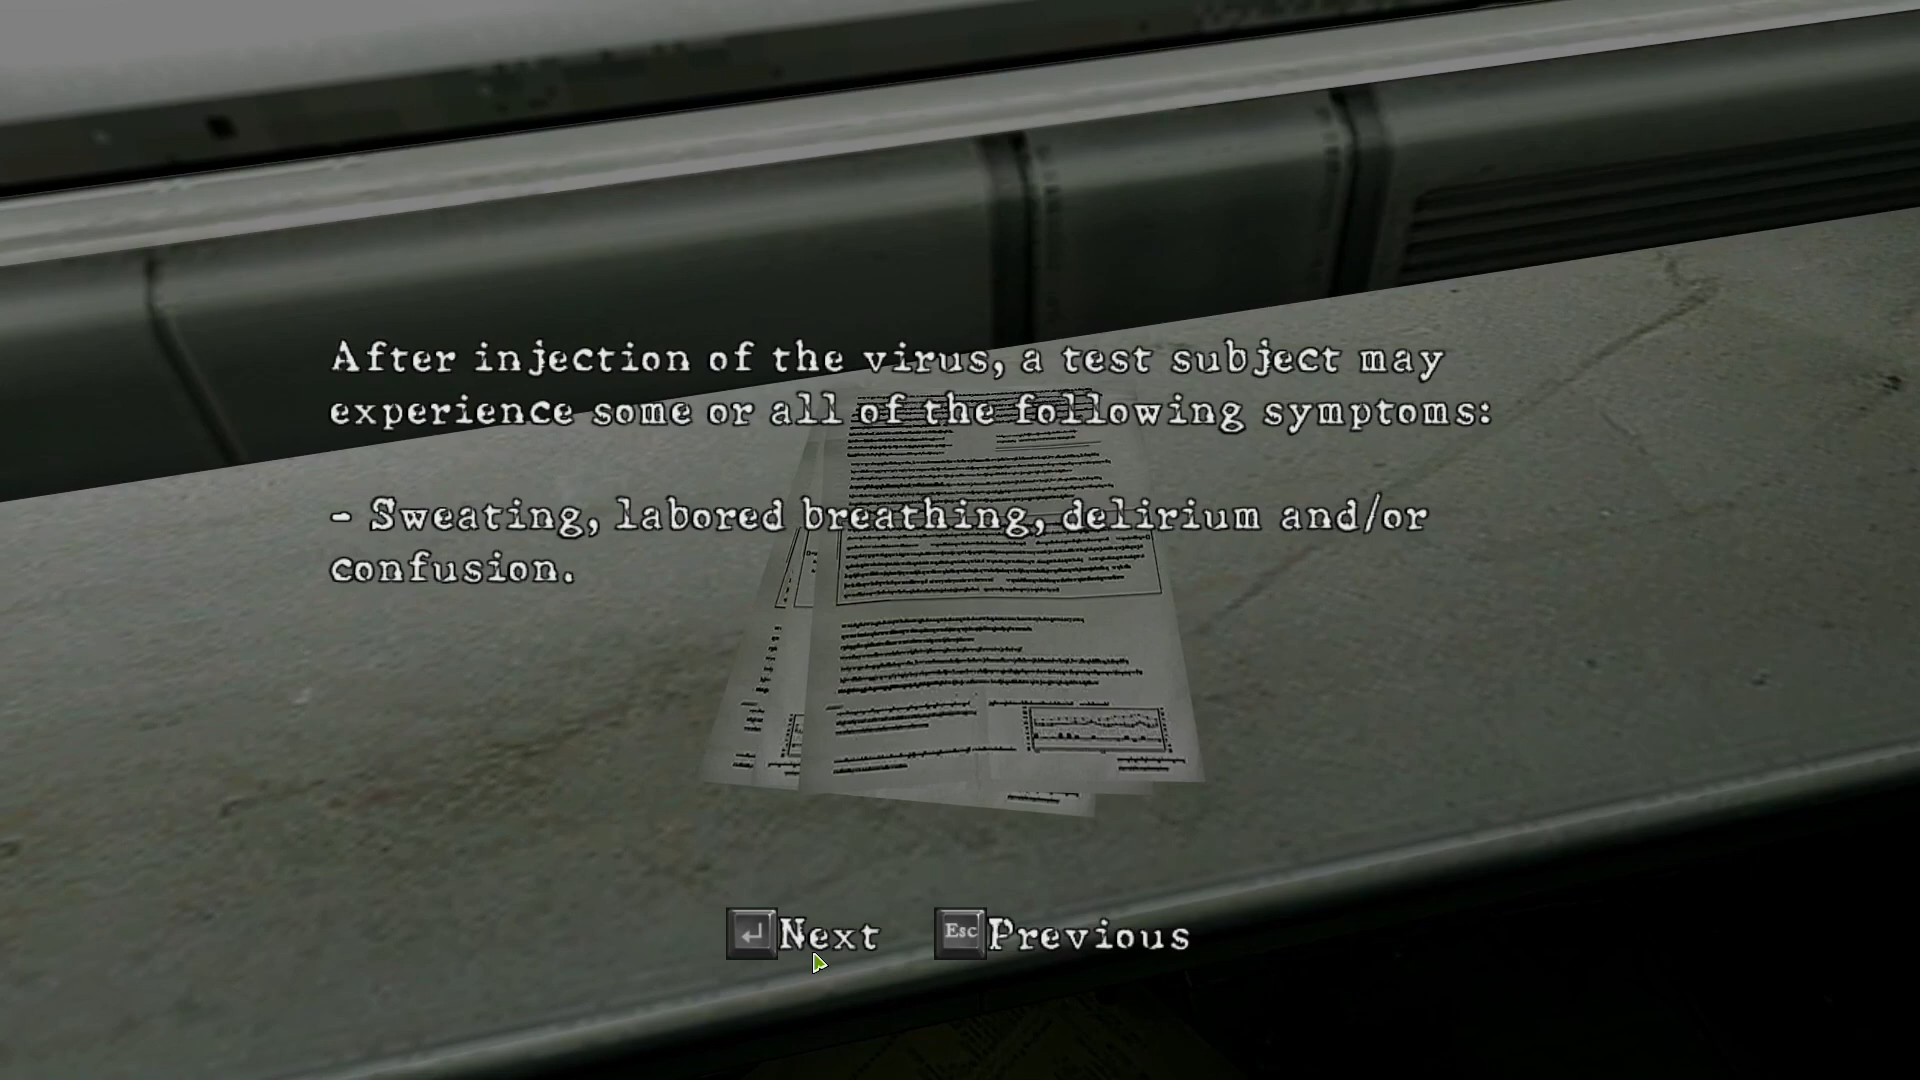 After injection of the virus, a test subject may
experience some or all of the following symptoms:
- Sweating, labored breathing, delirium and/or
confusion.
Next Esc Previous